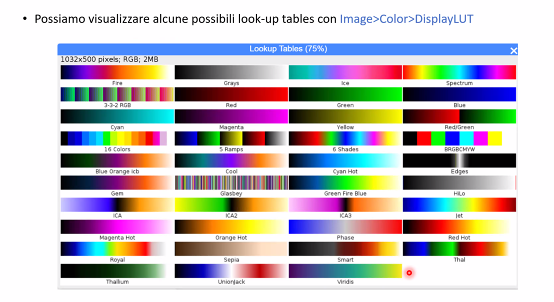 • Possiamo visualizzare alcune possibili look-up tables con Image>Color>DisplayLUT
Lookup Tables (75%)
1032x500 pixels; RGB; 2MB
Fire Grays Ice Spectrum
3-3-2 RGB Red Green Blue
Cyan Magenta Yellow Red/Green
16 Colors 5 Ramps 6 Shades BRGBCMYW
Blue Orange icb Cool Cyan Hot Edges
Gem Glasbey Green Fire Blue HiLo
ICA ICA2 ICA3 Jet
Magenta Hot Orange Hot Phase Red Hot
Royal Sepia Smart Thal
Thallium UnionJack Viridis